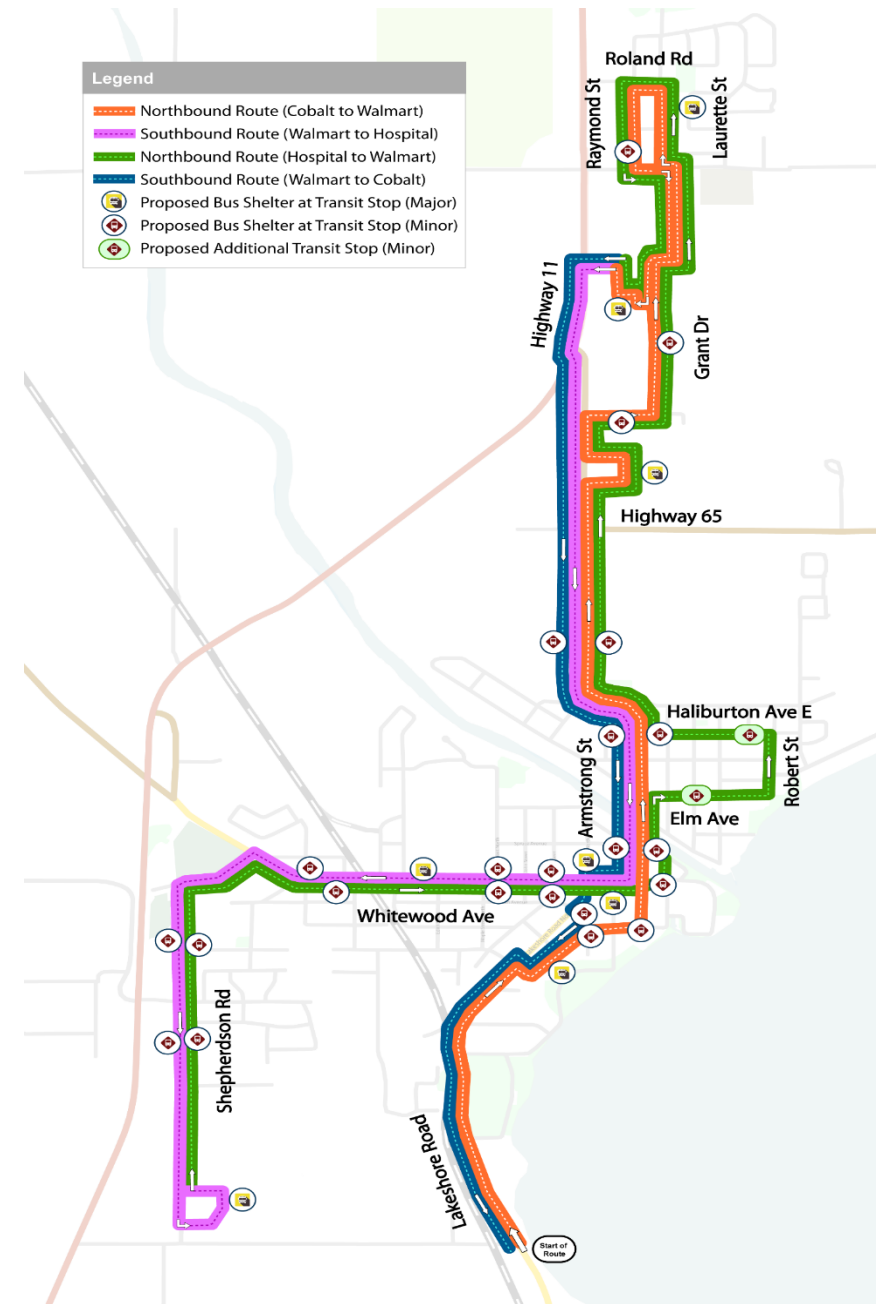 Roland Rd
Legend
Raymond St
Laurette St
Northbound Route (Cobalt to Walmart)
Southbound Route (Walmart to Hospital)
Northbound Route (Hospital to Walmart)
Southbound Route (Walmart to Cobalt)
Proposed Bus Shelter at Transit Stop (Major)
Proposed Bus Shelter at Transit Stop (Minor)
Proposed Additional Transit Stop (Minor)
Highway 11
Grant Dr
Highway 65
Haliburton Ave E
Armstrong St
Robert St
Elm Ave
Whitewood Ave
Shepherdson Rd
Lakeshore Road
Start of
Route